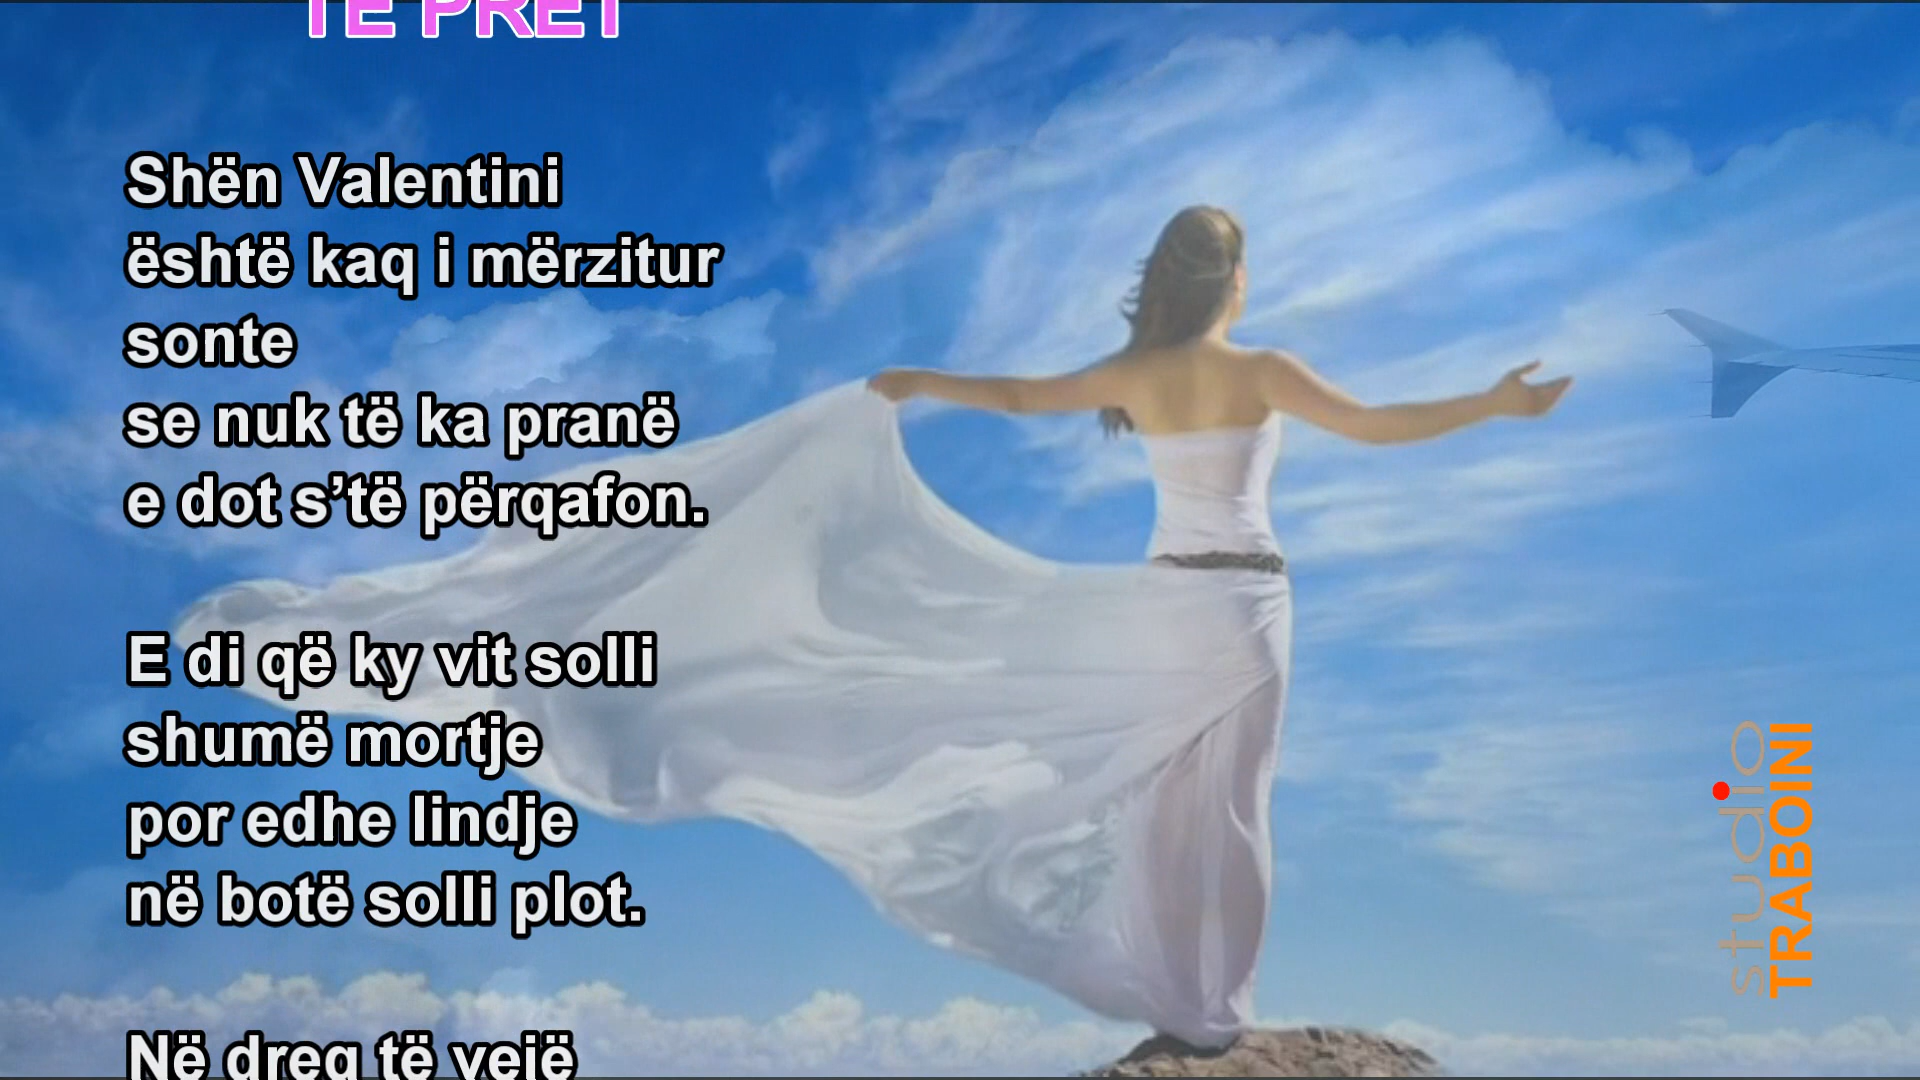 TË PRET
Shën Valentini
është kaq i mërzitur
sonte
se nuk të ka pranë
e dot s’të përqafon.
E di që ky vit solli
shumë mortje
por edhe lindje
në botë solli plot.
Në dreq të vejë
studio
TRABOINI